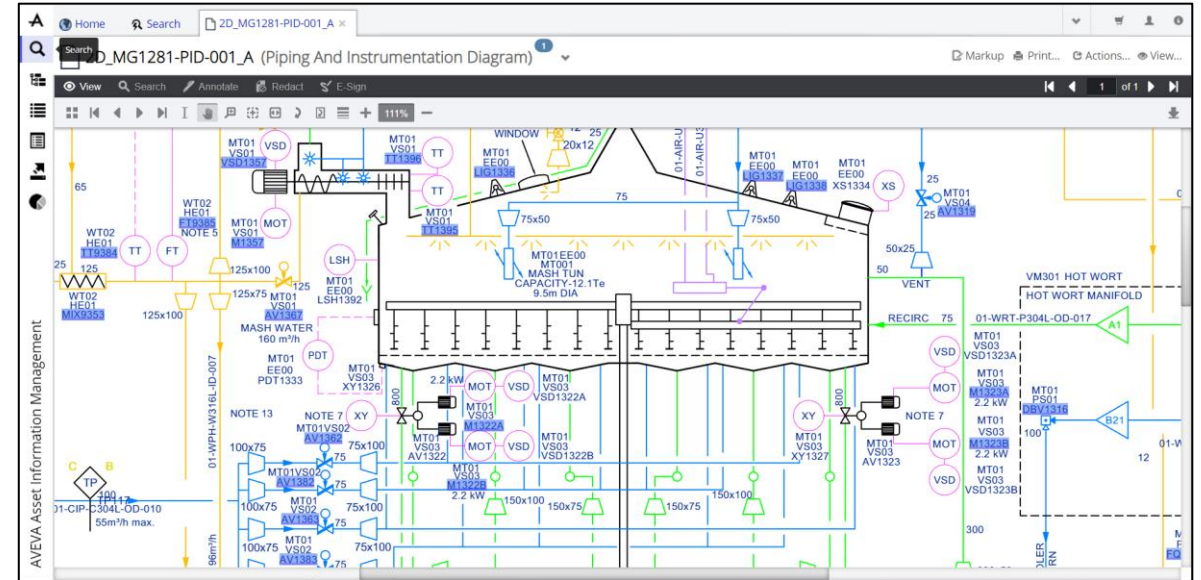 Home
Search
2D_MG1281-PID-001_A ×
Search
2D_MG1281-PID-001_A (Piping And Instrumentation Diagram)
1
Markup
Print...
Actions...
View...
View
Search
Annotate
Redact
E-Sign
1 of 1
111%
AVEVA Asset Information Management
65
WT02
HE01
FT9385
NOTE 5
WT02
HE01
TT9384
TT
FT
25
125
WT02
HE01
MIX9353
125x100
125x100
125x75
125
MT01
VS01
AV1367
MASH WATER
160 m³/h
MT01
VS01
VSD1357
VSD
MOT
MT01
VS01
M1357
MT01
VS01
TT1396
TT
TT
MT01
VS01
TT1395
LSH
MT01
EE00
LSH1392
MT01
EE00
PDT1333
PDT
WINDOW
12
25
20x12
MT01
EE00
LIG1336
75
75x50
75x50
MT01EE00
MT001
MASH TUN
CAPACITY-12.1Te
9.5m DIA
MT01
EE00
LIG1337
MT01
EE00
LIG1338
MT01
EE00
XS1334
XS
25
MT01
VS04
AV1319
25
50x25
50
VENT
RECIRC 75
VM301 HOT WORT
HOT WORT MANIFOLD
01-WRT-P304L-OD-017
A1
MT01
PS01
DBV1316
100
B21
12
300
01-WPH-W316L-ID-007
NOTE 13
NOTE 7
XY
MT01
VS03
XY1326
800
2.2 kW
MOT
VSD
MT01
VS03
VSD1322A
MT01
VS03
M1322A
MOT
VSD
MT01
VS03
VSD1322B
MT01
VS03
AV1322
MT01
VS03
M1322B
2.2 kW
XY
MT01
VS03
XY1327
800
MT01
VS03
AV1323
NOTE 7
VSD
MT01
VS03
VSD1323A
MOT
MT01
VS03
M1323A
2.2 kW
MOT
MT01
VS03
M1323B
2.2 kW
VSD
MT01
VS03
VSD1323B
MT01VS02
AV1362
100x75
75
75x100
MT01VS02
AV1382
100x75
75
75x100
MT01
VS02
AV1363
75
100x75
75x100
MT01
VS02
AV1383
75
150x100
150x75
150x75
150x100
C
B
TP
100
TP117
01-CIP-C304L-OD-010
55m³/h max.
96m³/h